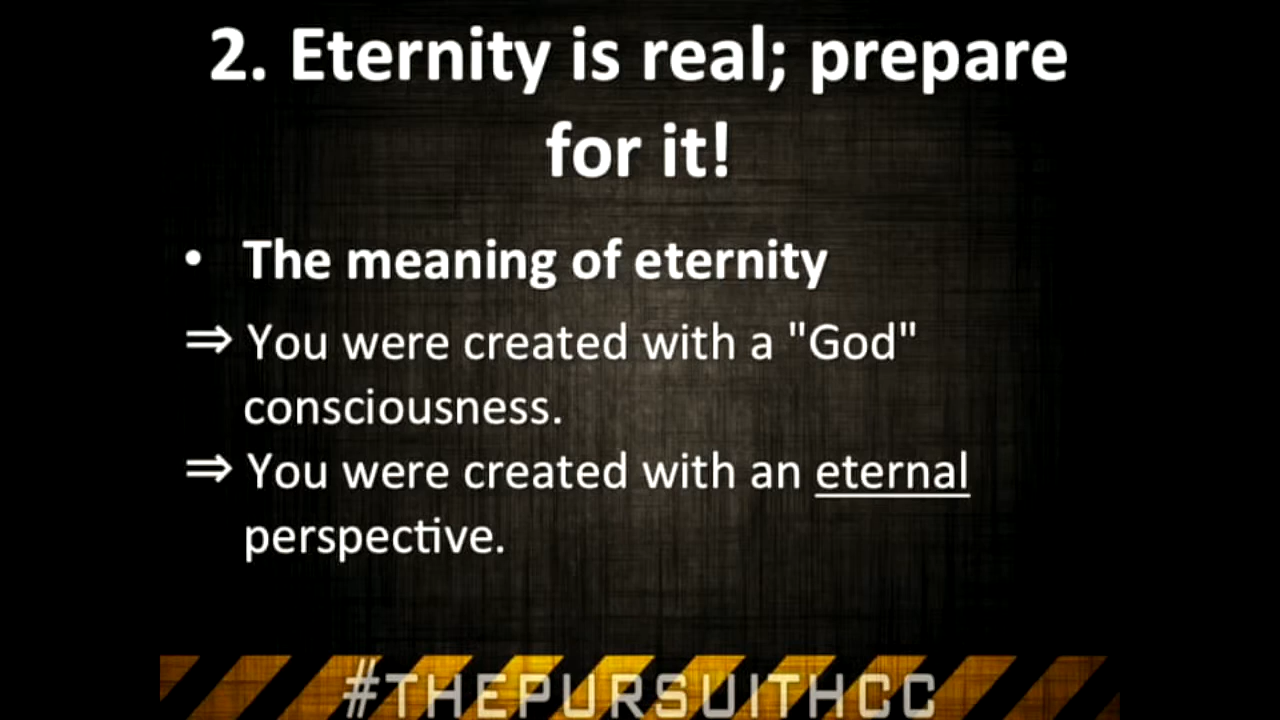 2. Eternity is real; prepare
for it!
• The meaning of eternity
⇒ You were created with a "God"
consciousness.
⇒ You were created with an eternal
perspective.
#THEPURSUITHCC